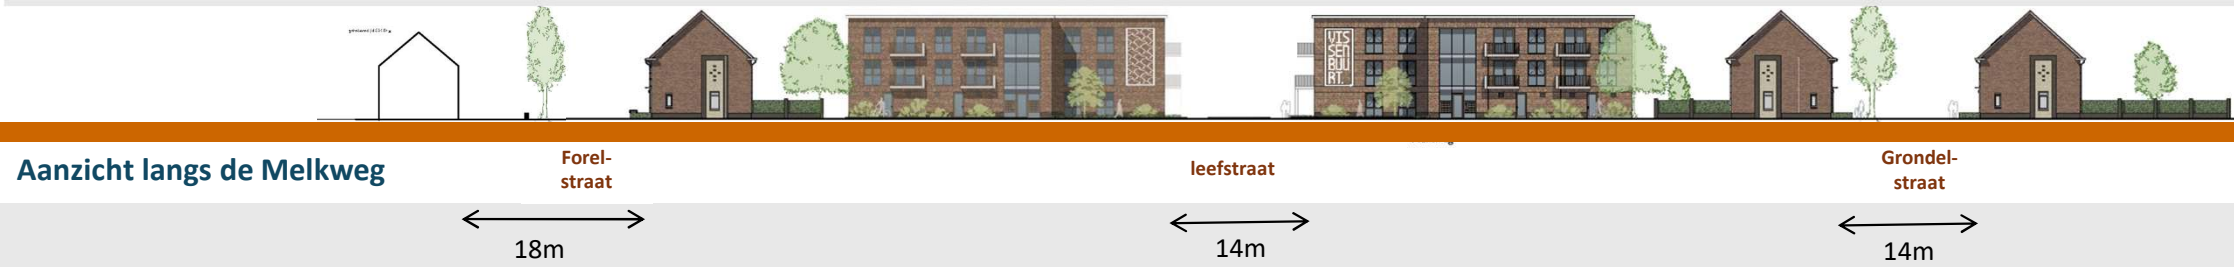 VIS
SEN
BUU
RT.
Aanzicht langs de Melkweg
Forel-
straat
leefstraat
Grondel-
straat
18m
14m
14m